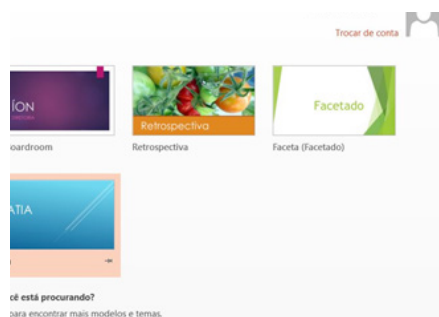 Trocar de conta
ÍON
Retrospectiva
Facetado
oardroom
Retrospectiva
Faceta (Facetado)
ATIA
cê está procurando?
para encontrar mais modelos e temas.